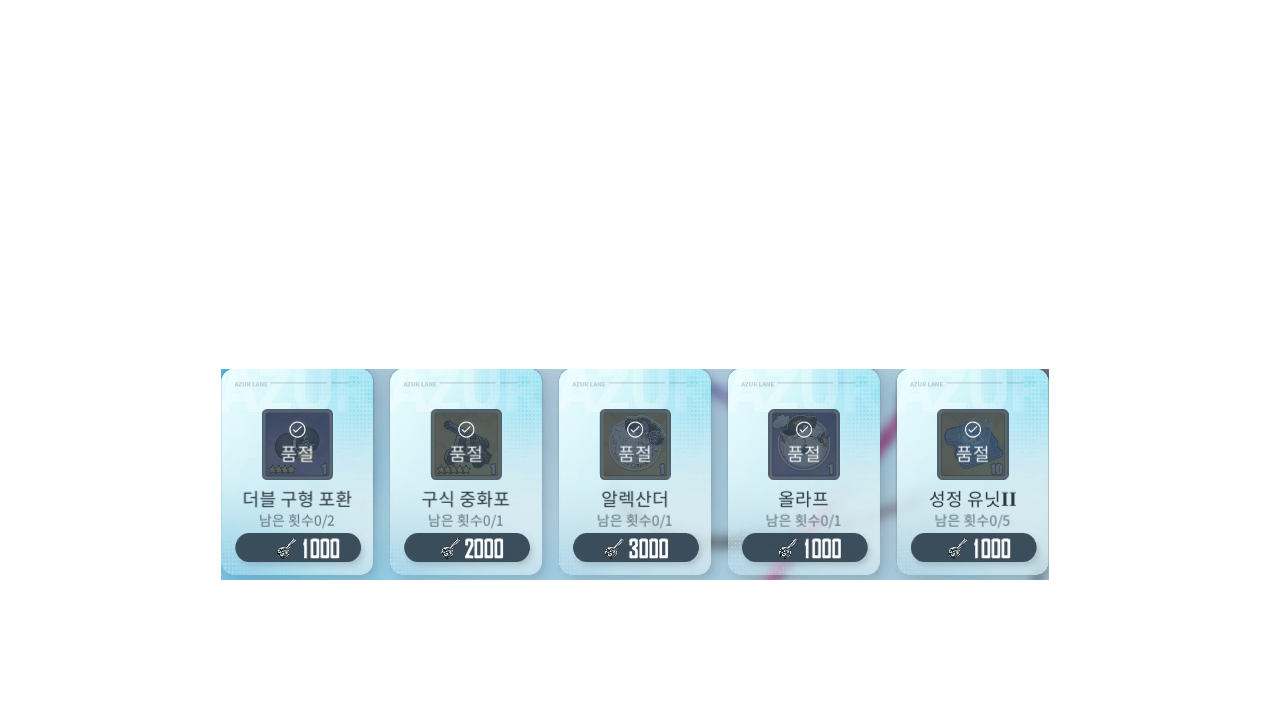 AZUR LANE AZUR LANE AZUR LANE AZUR LANE AZUR LANE
품절 품절 품절 품절 품절
1 1 1 1 10
더블 구형 포환 구식 중화포 알렉산더 올라프 성정 유닛II
남은 횟수0/2 남은 횟수0/1 남은 횟수0/1 남은 횟수0/1 남은 횟수0/5
1000 2000 3000 1000 1000